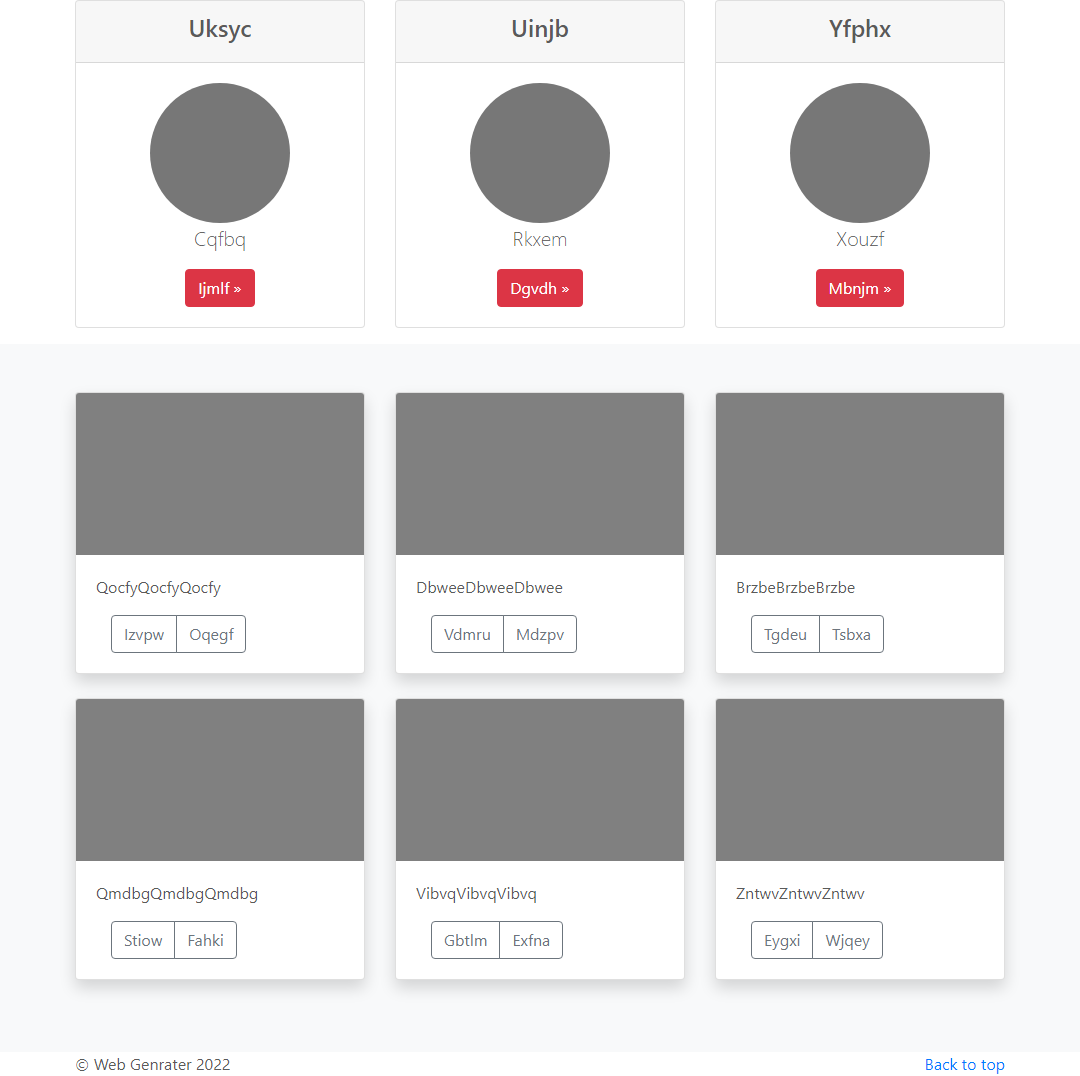 Uksyc
Uinjb
Yfphx
Cqfbq
Rkxem
Xouzf
Ijmlf »
Dgvdh »
Mbnjm »
QocfyQocfyQocfy
DbweeDbweeDbwee
BrzbeBrzbeBrzbe
Izvpw Oqegf
Vdmru Mdzpv
Tgdeu Tsbxa
QmdbgQmdbgQmdbg
VibvqVibvqVibvq
ZntwvZntwvZntwv
Stiow Fahki
Gbtlm Exfna
Eygxi Wjqey
© Web Genrater 2022
Back to top